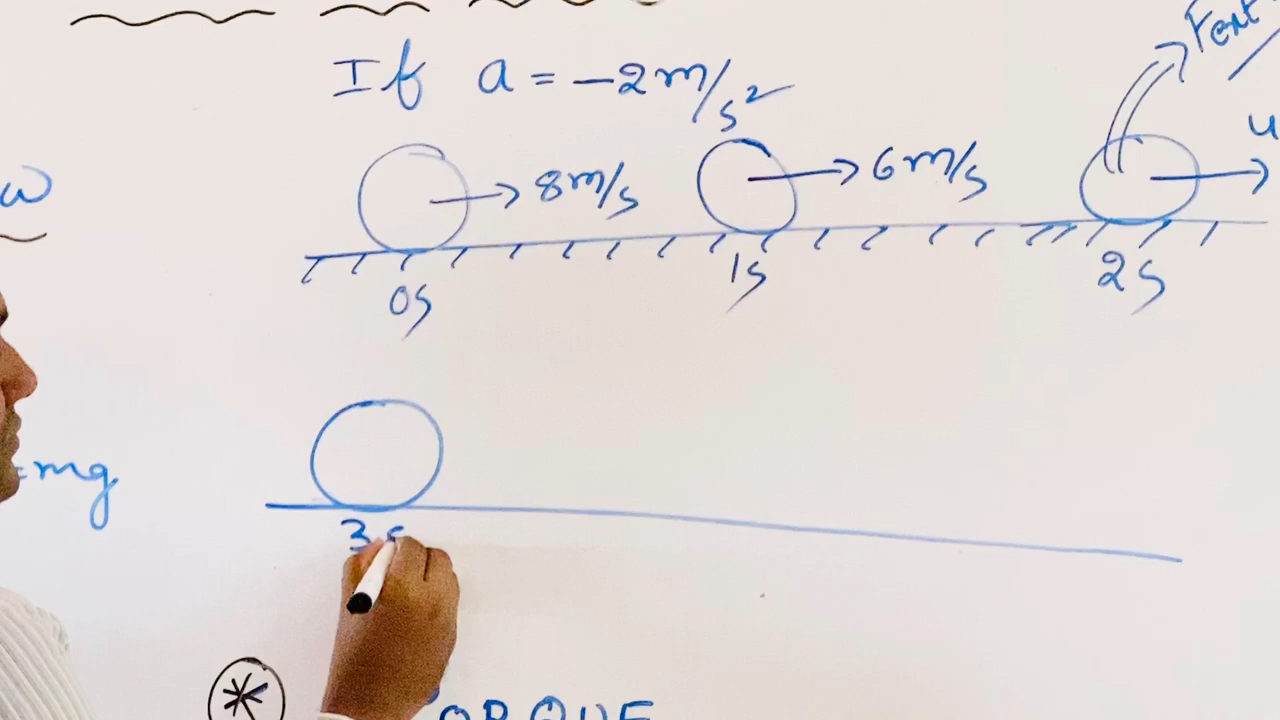 If a = -2m/s²
Fext
ω
8m/s
6m/s
u
0s
1s
2s
=mg
3s
* TORQUE